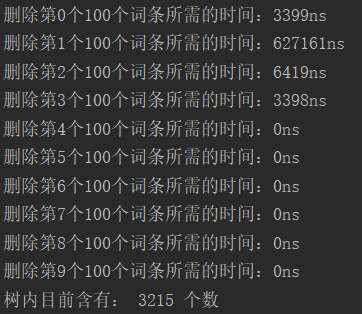 删除第0个100个词条所需的时间：3399ns
删除第1个100个词条所需的时间：627161ns
删除第2个100个词条所需的时间：6419ns
删除第3个100个词条所需的时间：3398ns
删除第4个100个词条所需的时间：0ns
删除第5个100个词条所需的时间：0ns
删除第6个100个词条所需的时间：0ns
删除第7个100个词条所需的时间：0ns
删除第8个100个词条所需的时间：0ns
删除第9个100个词条所需的时间：0ns
树内目前含有： 3215 个数